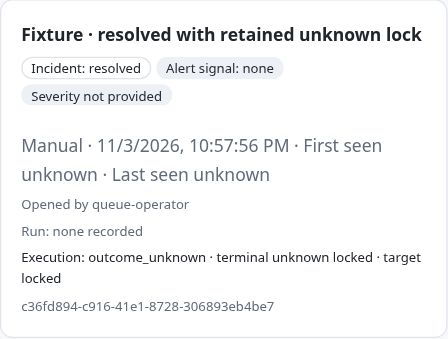 Fixture · resolved with retained unknown lock
Incident: resolved
Alert signal: none
Severity not provided
Manual · 11/3/2026, 10:57:56 PM · First seen
unknown · Last seen unknown
Opened by queue-operator
Run: none recorded
Execution: outcome_unknown · terminal unknown locked · target
locked
c36fd894-c916-41e1-8728-306893eb4be7